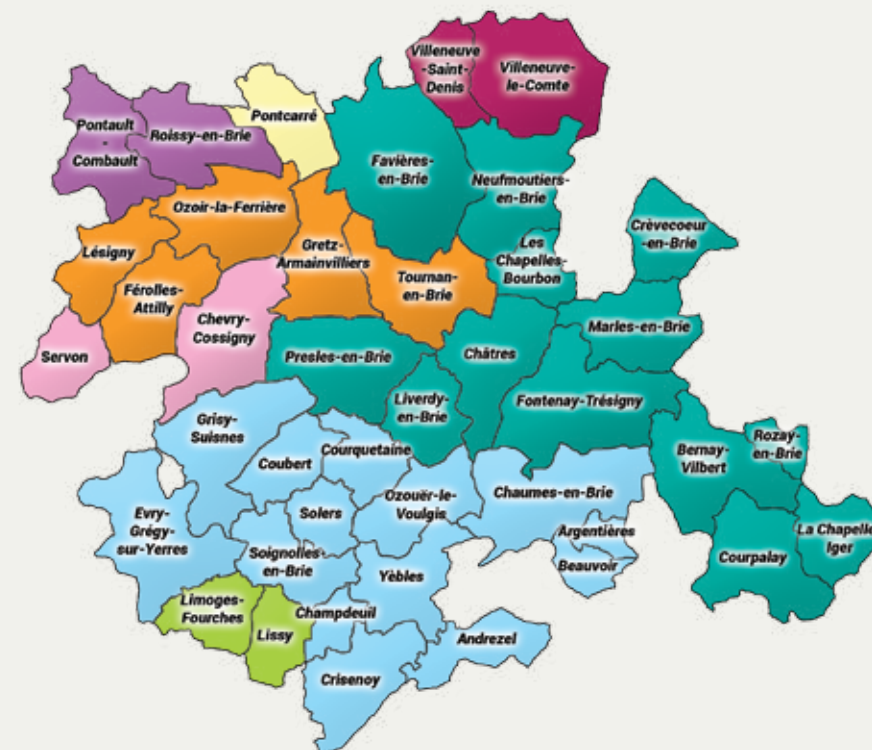 Villeneuve
-Saint-
Denis
Villeneuve-
le-Comte
Pontcarré
Pontault
-
Combault
Roissy-en-Brie
Favières-
en-Brie
Neufmoutiers-
en-Brie
Ozoir-la-Ferrière
Crèvecoeur
-en-Brie
Lésigny
Gretz-
Armainvilliers
Les
Chapelles-
Bourbon
Férolles-
Attilly
Tournan-
en-Brie
Chevry-
Cossigny
Marles-en-Brie
Servon
Presles-en-Brie
Châtres
Liverdy-
en-Brie
Fontenay-Trésigny
Grisy-
Suisnes
Rozay-
en-Brie
Bernay-
Vilbert
Courquetaine
Coubert
Ozouër-le-
Voulgis
Chaumes-en-Brie
Evry-
Grégy-
sur-Yerres
Solers
Argentières
La Chapelle
Iger
Soignolles-
en-Brie
Courpalay
Beauvoir
Yèbles
Limoges-
Fourches
Champdeuil
Lissy
Andrezel
Crisenoy